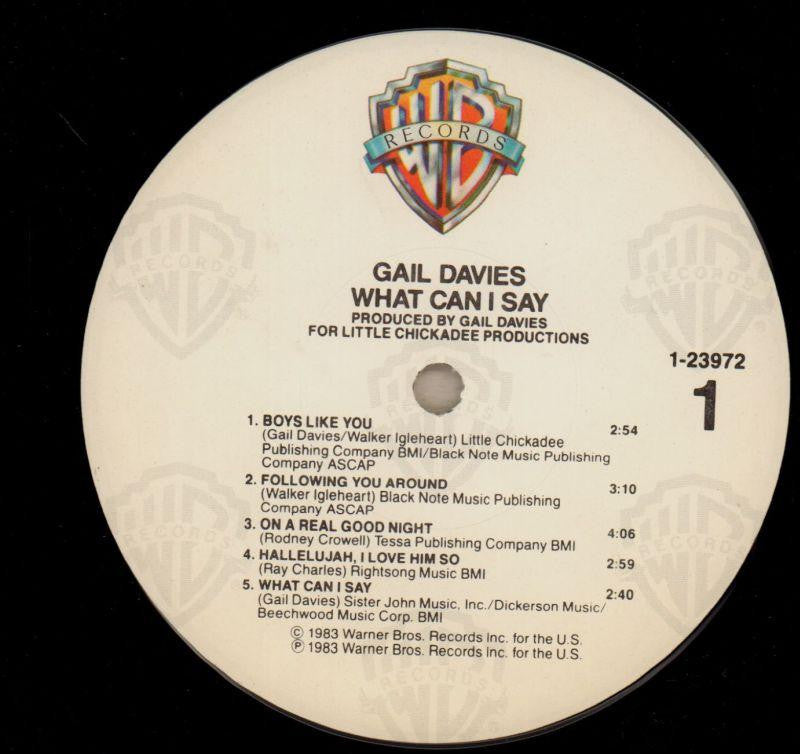 WB
RECORDS
GAIL DAVIES
WHAT CAN I SAY
PRODUCED BY GAIL DAVIES
FOR LITTLE CHICKADEE PRODUCTIONS
1-23972
1
1. BOYS LIKE YOU 2:54
(Gail Davies/Walker Igleheart) Little Chickadee
Publishing Company BMI/Black Note Music Publishing
Company ASCAP
2. FOLLOWING YOU AROUND 3:10
(Walker Igleheart) Black Note Music Publishing
Company ASCAP
3. ON A REAL GOOD NIGHT 4:06
(Rodney Crowell) Tessa Publishing Company BMI
4. HALLELUJAH, I LOVE HIM SO 2:59
(Ray Charles) Rightsong Music BMI
5. WHAT CAN I SAY 2:40
(Gail Davies) Sister John Music, Inc./Dickerson Music/
Beechwood Music Corp. BMI
© 1983 Warner Bros. Records Inc. for the U.S.
℗ 1983 Warner Bros. Records Inc. for the U.S.